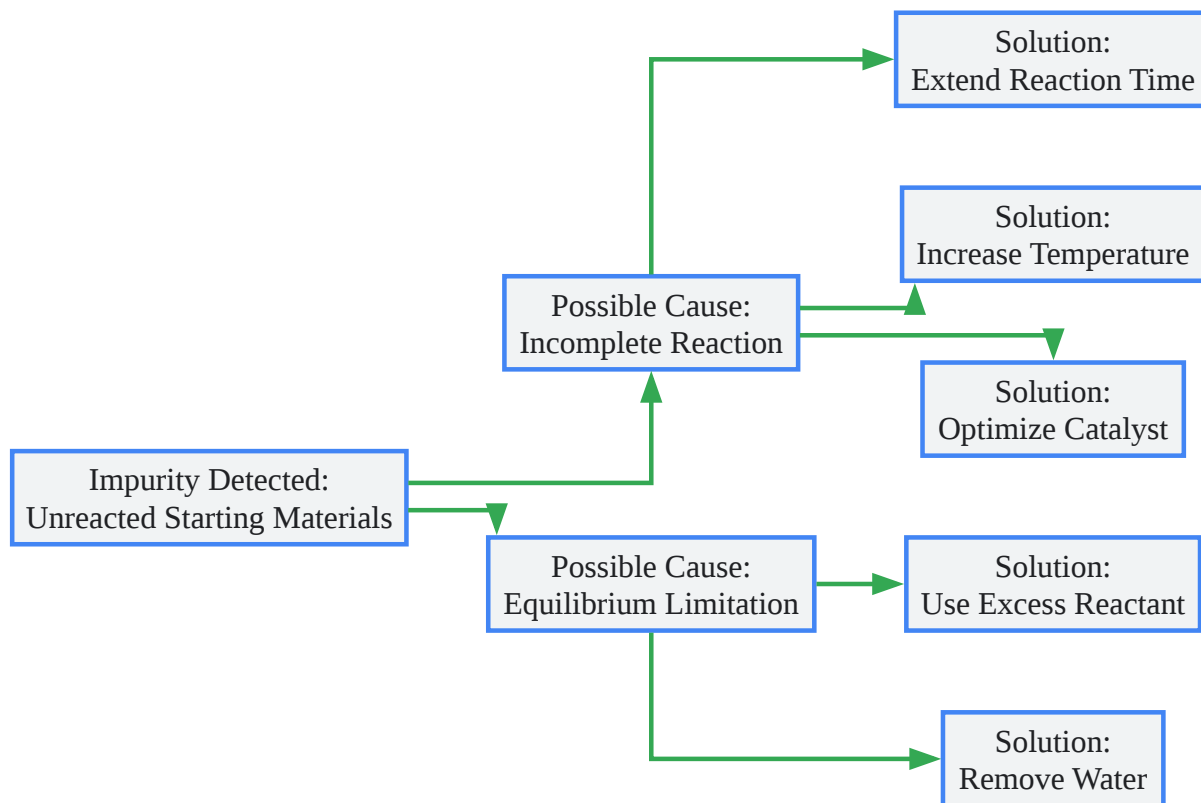 Solution:
Extend Reaction Time
Solution:
Increase Temperature
Possible Cause:
Incomplete Reaction
Solution:
Optimize Catalyst
Impurity Detected:
Unreacted Starting Materials
Possible Cause:
Equilibrium Limitation
Solution:
Use Excess Reactant
Solution:
Remove Water